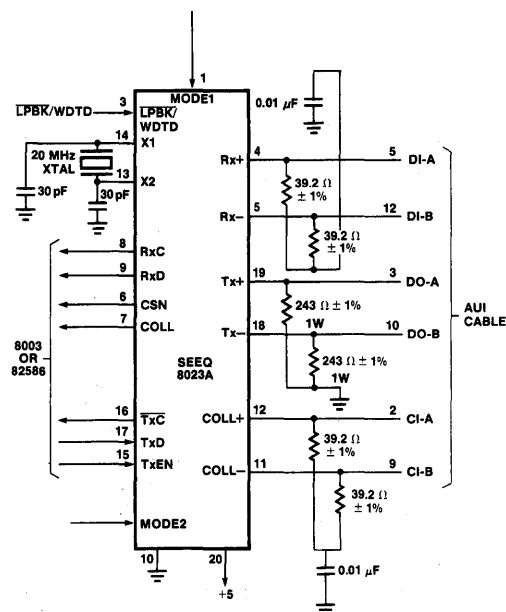 1
MODE1
0.01 µF
3
L̅P̅B̅K̅/WDTD
L̅P̅B̅K̅/
WDTD
14
X1
4
5
Rx+
DI-A
20 MHz
XTAL
39.2 Ω
± 1%
13
X2
30 pF
30 pF
5
12
Rx−
DI-B
39.2 Ω
± 1%
8
RxC
9
RxD
19
3
Tx+
DO-A
6
CSN
243 Ω ± 1%
AUI
CABLE
7
COLL
18
1W
10
Tx−
DO-B
8003
OR
82586
SEEQ
8023A
243 Ω ± 1%
1W
16
T̅x̅C̅
12
2
COLL+
CI-A
17
TxD
39.2 Ω
± 1%
15
TxEN
11
9
COLL−
CI-B
39.2 Ω
± 1%
MODE2
10
20
+5
0.01 µF